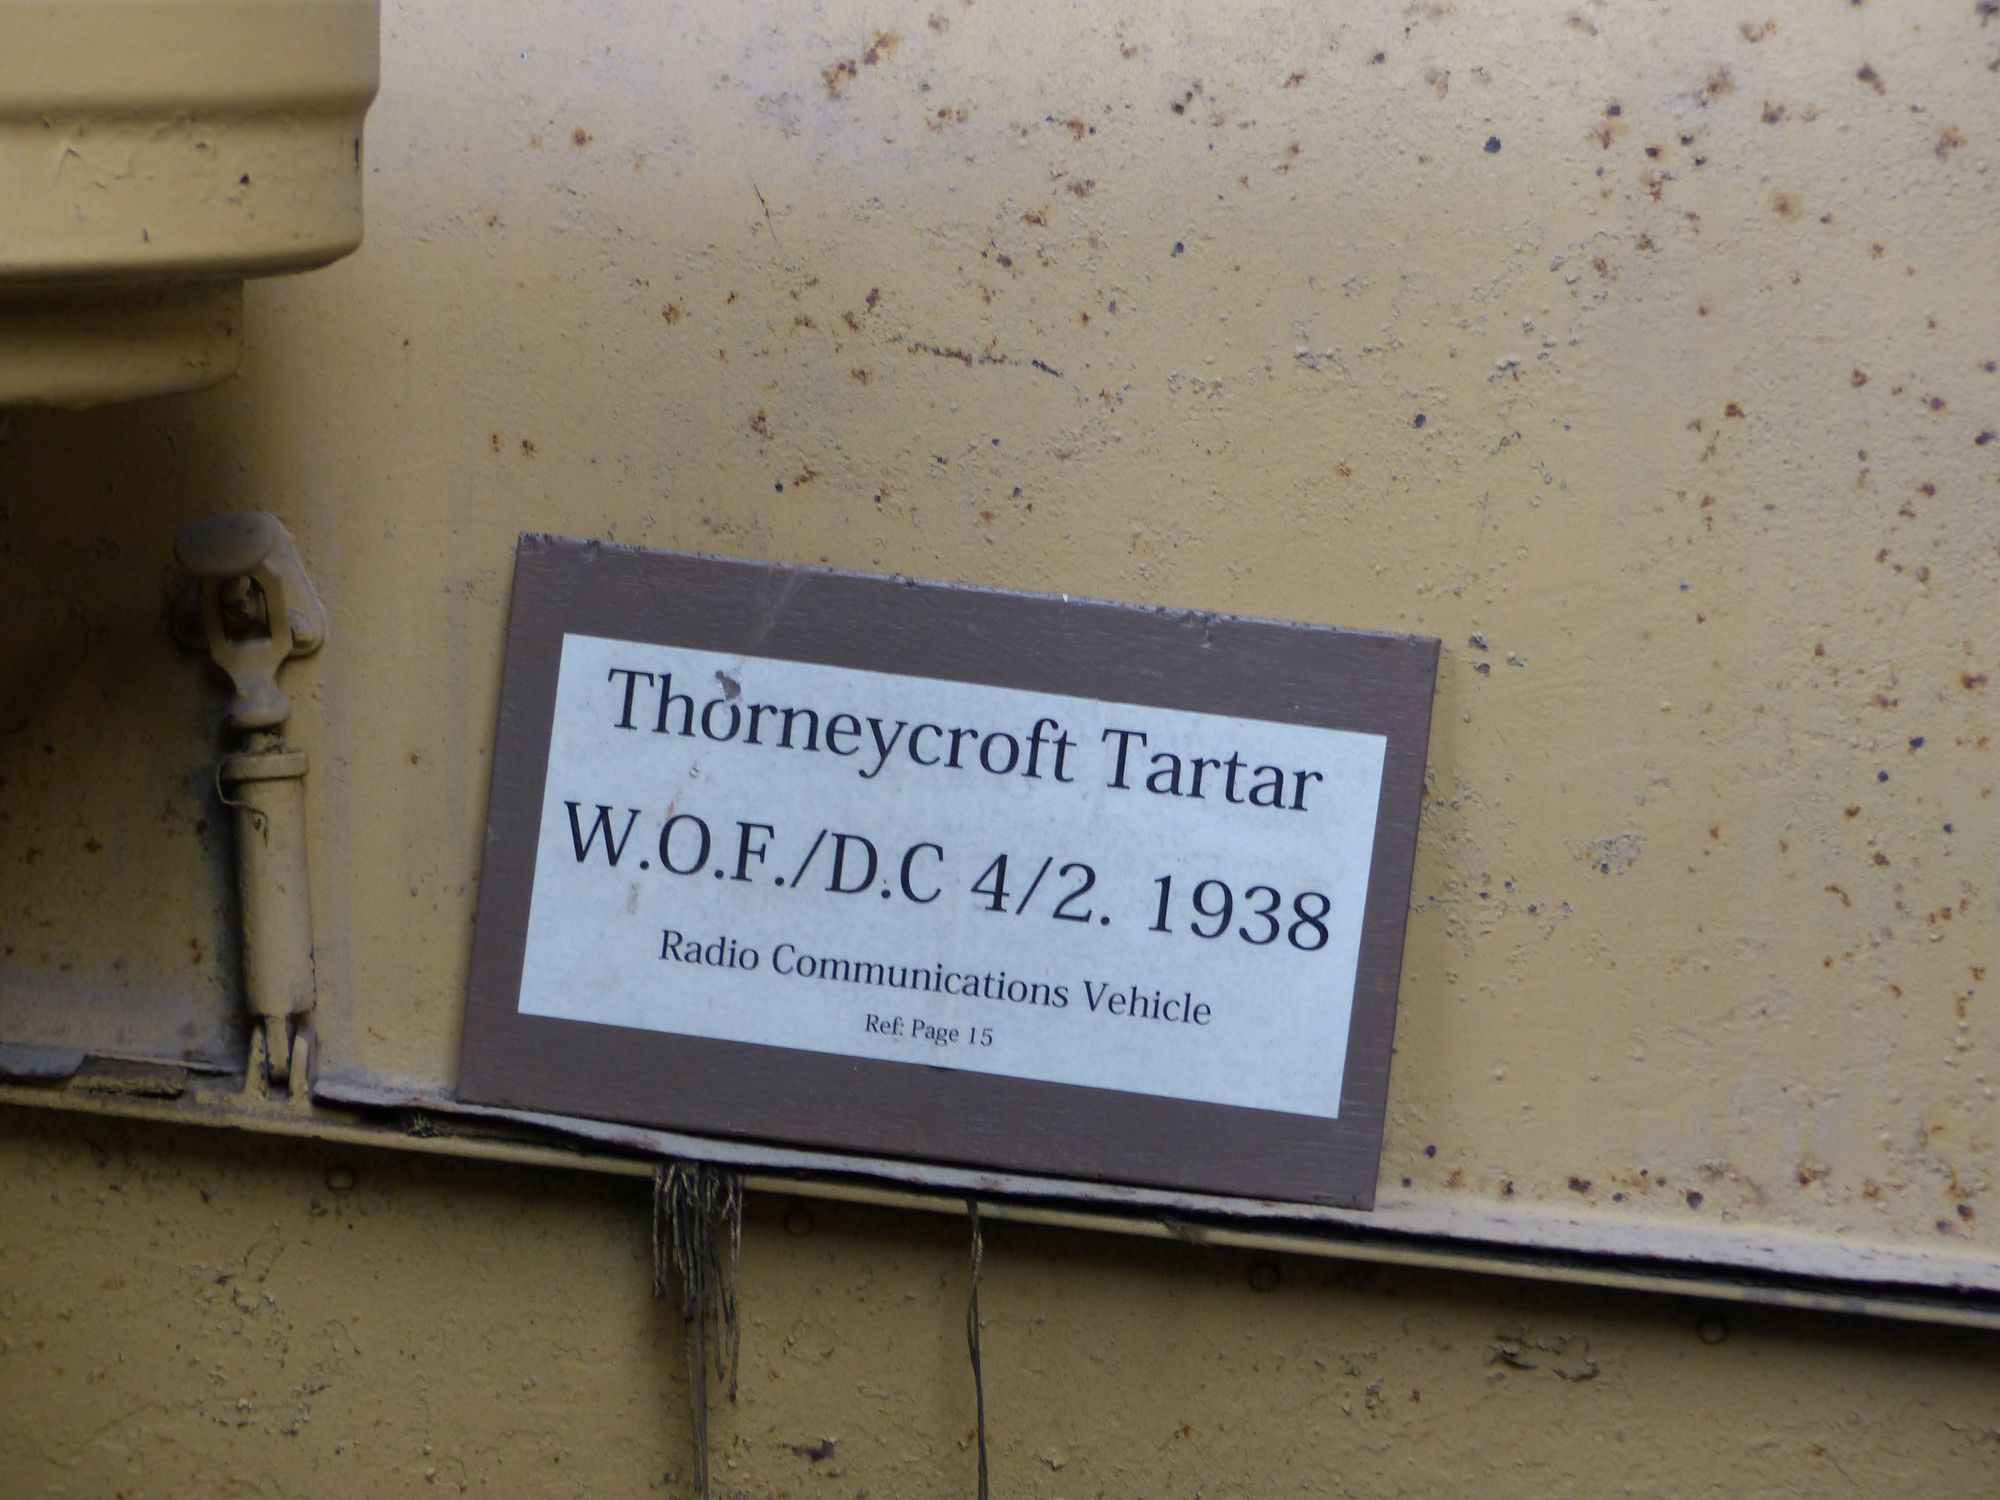 Thorneycroft Tartar
W.O.F./D.C 4/2. 1938
Radio Communications Vehicle
Ref: Page 15